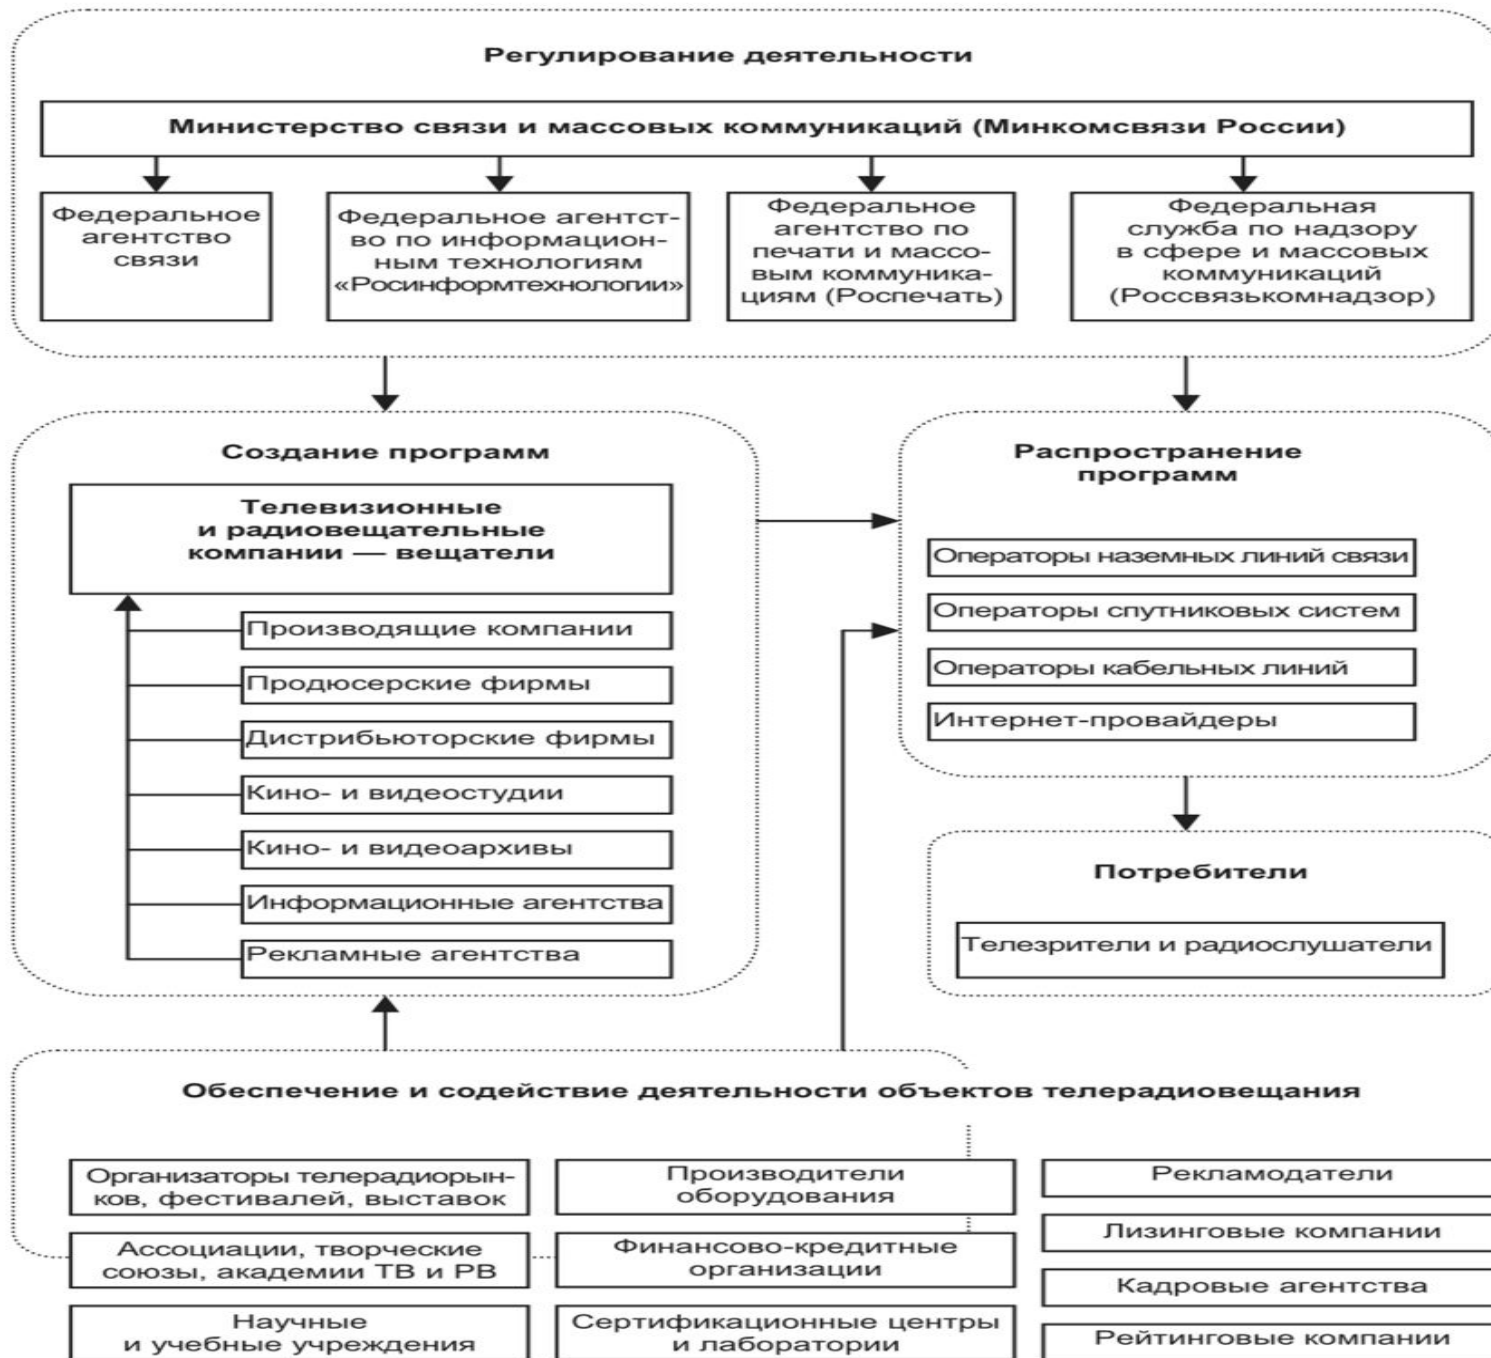 Регулирование деятельности
Министерство связи и массовых коммуникаций (Минкомсвязи России)
Федеральное
агентство
связи
Федеральное агентст-
во по информацион-
ным технологиям
«Росинформтехнологии»
Федеральное
агентство по
печати и массо-
вым коммуника-
циям (Роспечать)
Федеральная
служба по надзору
в сфере и массовых
коммуникаций
(Россвязькомнадзор)
Создание программ
Телевизионные
и радиовещательные
компании — вещатели
Производящие компании
Продюсерские фирмы
Дистрибьюторские фирмы
Кино- и видеостудии
Кино- и видеоархивы
Информационные агентства
Рекламные агентства
Распространение
программ
Операторы наземных линий связи
Операторы спутниковых систем
Операторы кабельных линий
Интернет-провайдеры
Потребители
Телезрители и радиослушатели
Обеспечение и содействие деятельности объектов телерадиовещания
Организаторы телерадиорын-
ков, фестивалей, выставок
Ассоциации, творческие
союзы, академии ТВ и РВ
Научные
и учебные учреждения
Производители
оборудования
Финансово-кредитные
организации
Сертификационные центры
и лаборатории
Рекламодатели
Лизинговые компании
Кадровые агентства
Рейтинговые компании